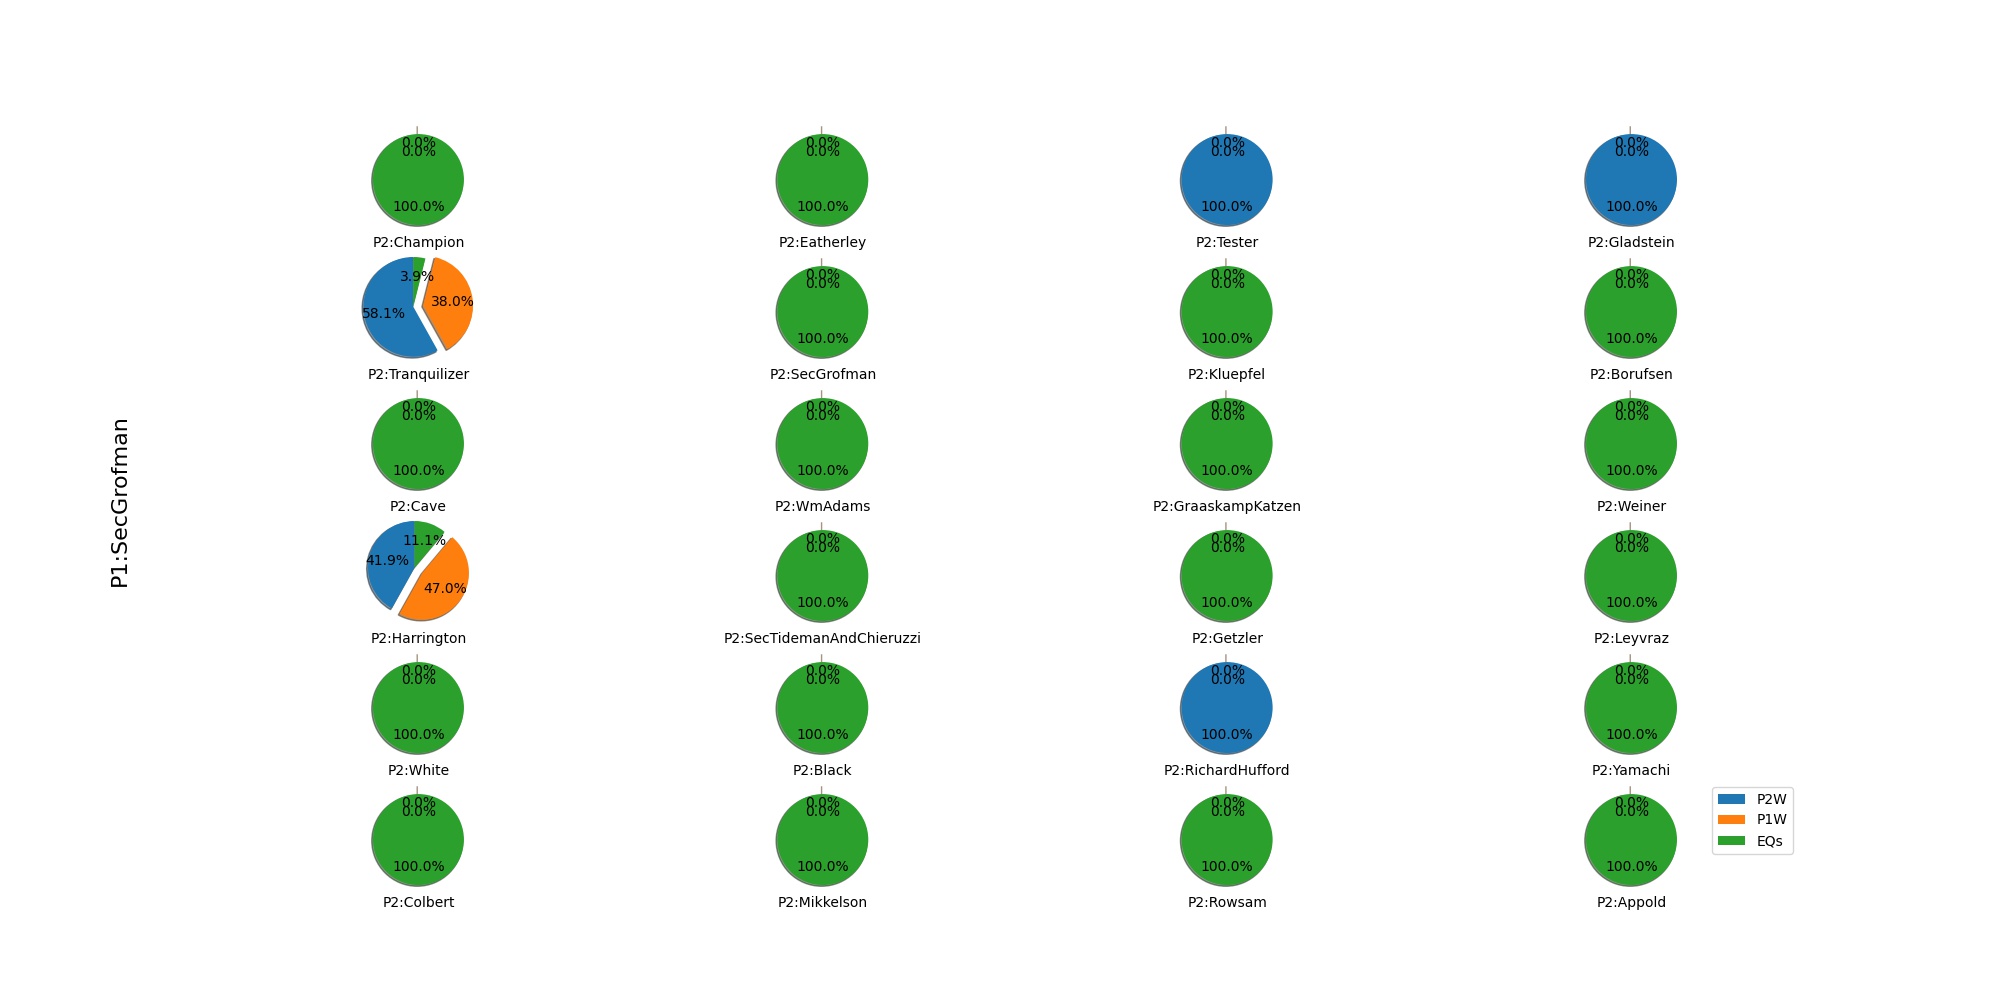 P1:SecGrofman
0.0% 0.0% 0.0% 0.0%
0.0% 0.0% 0.0% 0.0%
100.0% 100.0% 100.0% 100.0%
P2:Champion P2:Eatherley P2:Tester P2:Gladstein
3.9% 0.0% 0.0% 0.0%
38.0% 0.0% 0.0% 0.0%
58.1% 100.0% 100.0% 100.0%
P2:Tranquilizer P2:SecGrofman P2:Kluepfel P2:Borufsen
0.0% 0.0% 0.0% 0.0%
0.0% 0.0% 0.0% 0.0%
100.0% 100.0% 100.0% 100.0%
P2:Cave P2:WmAdams P2:GraaskampKatzen P2:Weiner
11.1% 0.0% 0.0% 0.0%
41.9% 0.0% 0.0% 0.0%
47.0% 100.0% 100.0% 100.0%
P2:Harrington P2:SecTidemanAndChieruzzi P2:Getzler P2:Leyvraz
0.0% 0.0% 0.0% 0.0%
0.0% 0.0% 0.0% 0.0%
100.0% 100.0% 100.0% 100.0%
P2:White P2:Black P2:RichardHufford P2:Yamachi
0.0% 0.0% 0.0% 0.0%
0.0% 0.0% 0.0% 0.0%
100.0% 100.0% 100.0% 100.0%
P2:Colbert P2:Mikkelson P2:Rowsam P2:Appold
P2W
P1W
EQs